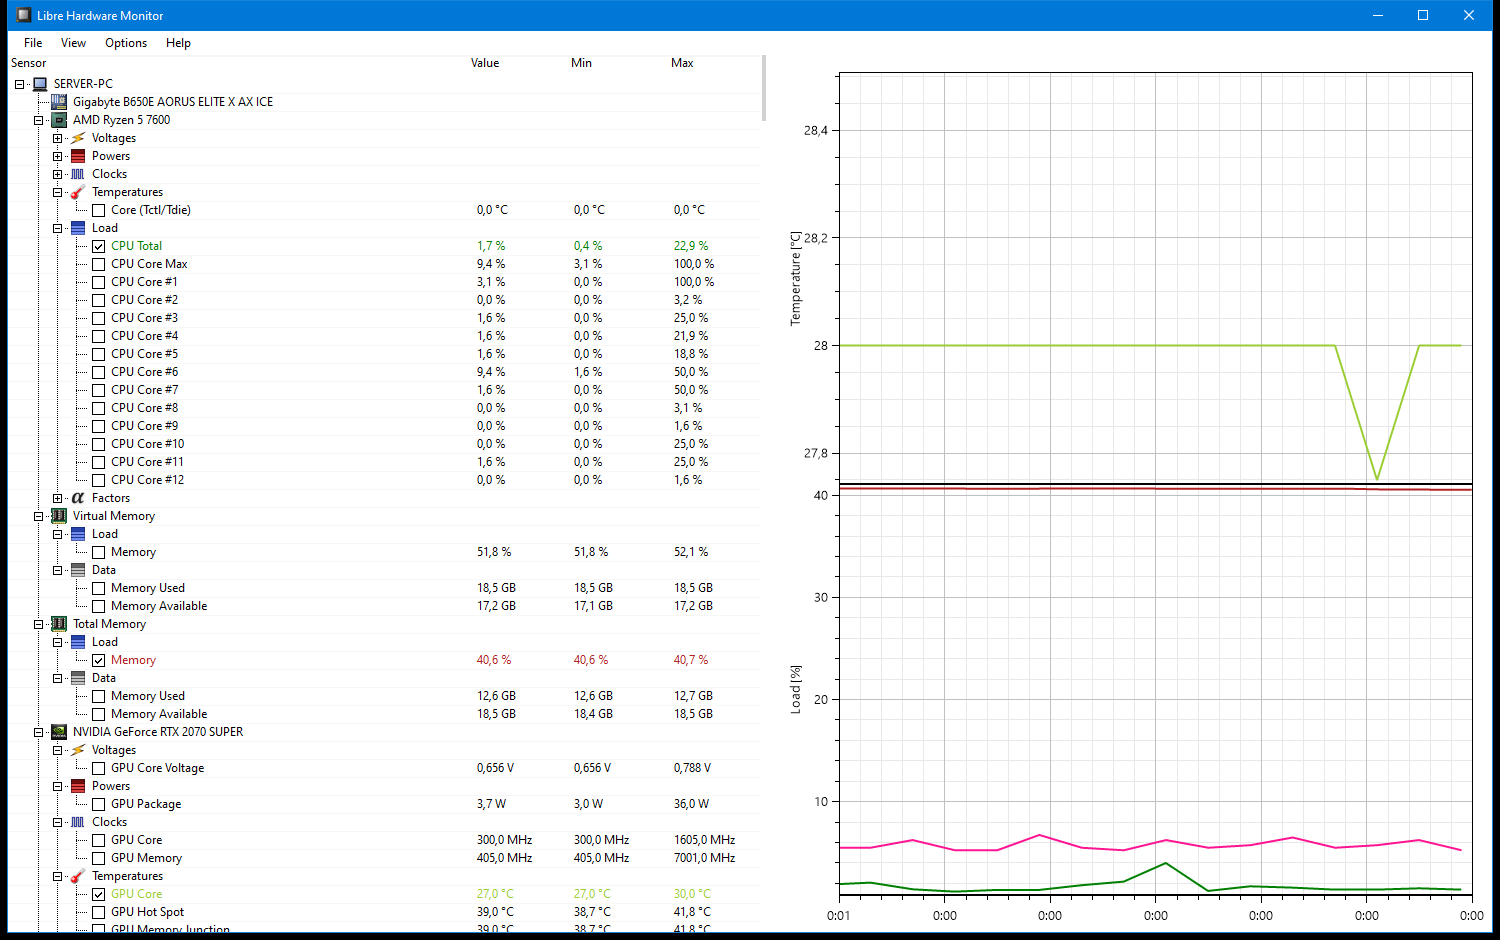 Libre Hardware Monitor
File View Options Help
Sensor Value Min Max
SERVER-PC
Gigabyte B650E AORUS ELITE X AX ICE
AMD Ryzen 5 7600
Voltages
Powers
Clocks
Temperatures
Core (Tctl/Tdie) 0,0 °C 0,0 °C 0,0 °C
Load
CPU Total 1,7 % 0,4 % 22,9 %
CPU Core Max 9,4 % 3,1 % 100,0 %
CPU Core #1 3,1 % 0,0 % 100,0 %
CPU Core #2 0,0 % 0,0 % 3,2 %
CPU Core #3 1,6 % 0,0 % 25,0 %
CPU Core #4 1,6 % 0,0 % 21,9 %
CPU Core #5 1,6 % 0,0 % 18,8 %
CPU Core #6 9,4 % 1,6 % 50,0 %
CPU Core #7 1,6 % 0,0 % 50,0 %
CPU Core #8 0,0 % 0,0 % 3,1 %
CPU Core #9 0,0 % 0,0 % 1,6 %
CPU Core #10 0,0 % 0,0 % 25,0 %
CPU Core #11 1,6 % 0,0 % 25,0 %
CPU Core #12 0,0 % 0,0 % 1,6 %
Factors
Virtual Memory
Load
Memory 51,8 % 51,8 % 52,1 %
Data
Memory Used 18,5 GB 18,5 GB 18,5 GB
Memory Available 17,2 GB 17,1 GB 17,2 GB
Total Memory
Load
Memory 40,6 % 40,6 % 40,7 %
Data
Memory Used 12,6 GB 12,6 GB 12,7 GB
Memory Available 18,5 GB 18,4 GB 18,5 GB
NVIDIA GeForce RTX 2070 SUPER
Voltages
GPU Core Voltage 0,656 V 0,656 V 0,788 V
Powers
GPU Package 3,7 W 3,0 W 36,0 W
Clocks
GPU Core 300,0 MHz 300,0 MHz 1605,0 MHz
GPU Memory 405,0 MHz 405,0 MHz 7001,0 MHz
Temperatures
GPU Core 27,0 °C 27,0 °C 30,0 °C
GPU Hot Spot 39,0 °C 38,7 °C 41,8 °C
GPU Memory Junction 39,0 °C 38,7 °C 41,8 °C
Temperature [°C]
28,4
28,2
28
27,8
Load [%]
40
30
20
10
0:01 0:00 0:00 0:00 0:00 0:00 0:00